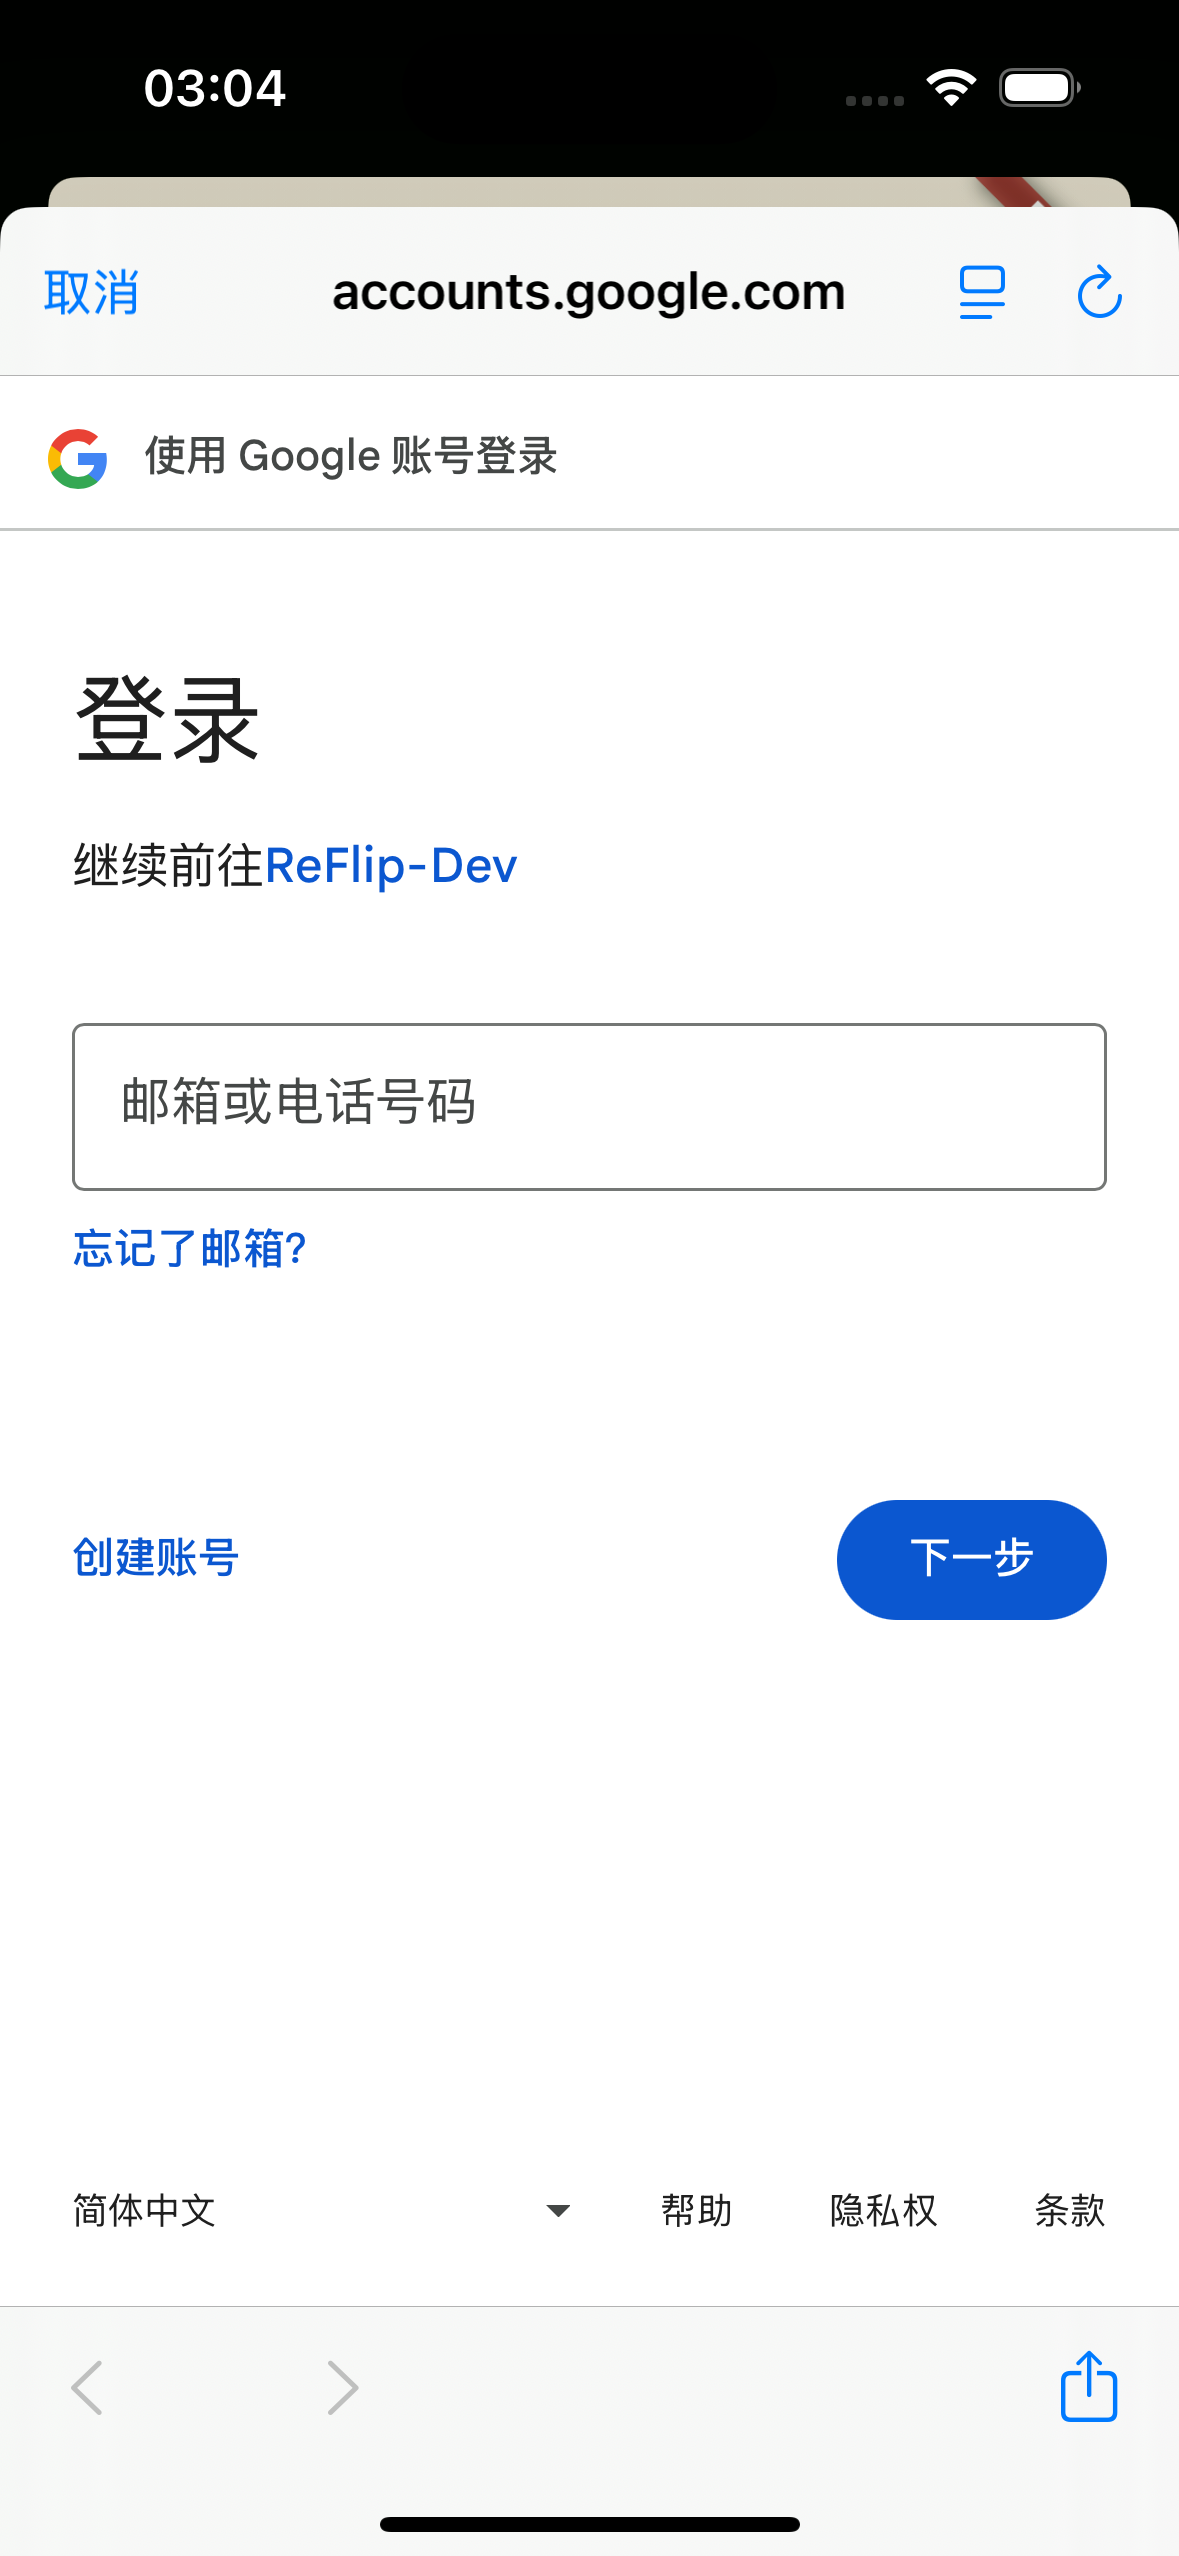 03:04
取消
accounts.google.com
使用 Google 账号登录
登录
继续前往ReFlip-Dev
邮箱或电话号码
忘记了邮箱?
创建账号
下一步
简体中文
帮助
隐私权
条款